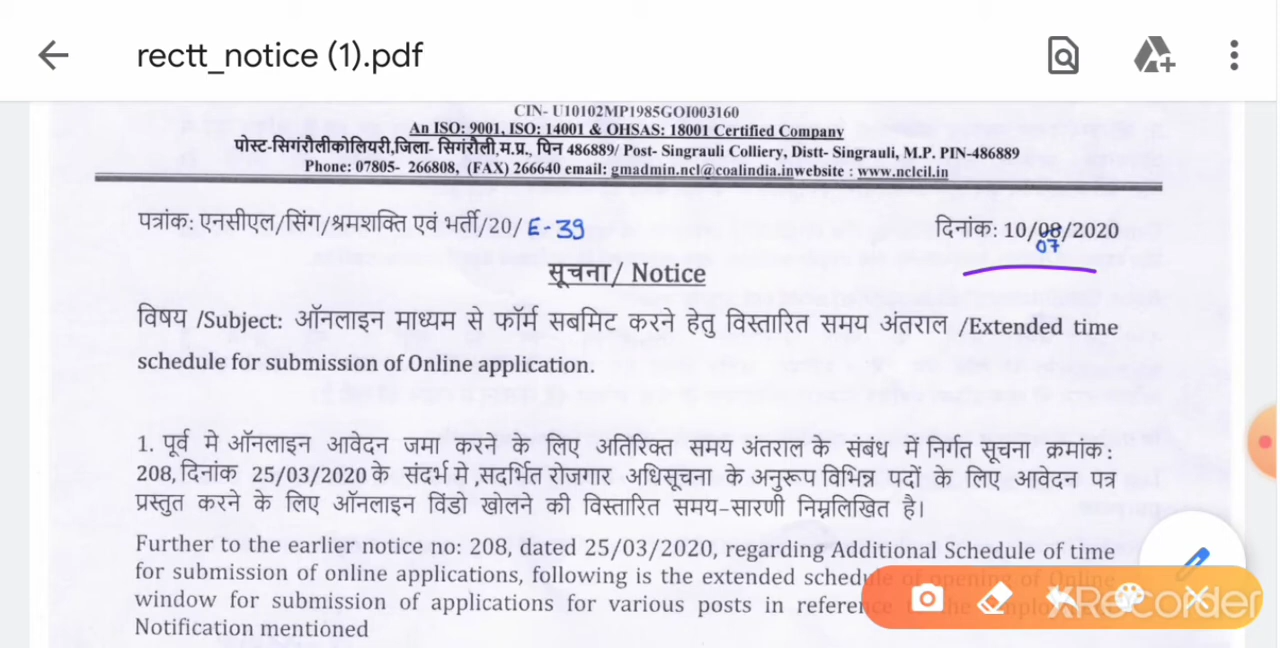 rectt_notice (1).pdf
CIN- U10102MP1985GOI003160
An ISO: 9001, ISO: 14001 & OHSAS: 18001 Certified Company
पोस्ट-सिगंरौलीकोलियरी,जिला- सिगंरौली,म.प्र., पिन 486889/ Post- Singrauli Colliery, Distt- Singrauli, M.P. PIN-486889
Phone: 07805- 266808, (FAX) 266640 email: gmadmin.ncl@coalindia.inwebsite : www.nclcil.in
पत्रांक: एनसीएल/सिंग/श्रमशक्ति एवं भर्ती/20/ E-39
दिनांक: 10/08/2020
07
सूचना/ Notice
विषय /Subject: ऑनलाइन माध्यम से फॉर्म सबमिट करने हेतु विस्तारित समय अंतराल /Extended time
schedule for submission of Online application.
1. पूर्व मे ऑनलाइन आवेदन जमा करने के लिए अतिरिक्त समय अंतराल के संबंध में निर्गत सूचना क्रमांक:
208,दिनांक 25/03/2020 के संदर्भ मे ,सदर्भित रोजगार अधिसूचना के अनुरूप विभिन्न पदों के लिए आवेदन पत्र
प्रस्तुत करने के लिए ऑनलाइन विंडो खोलने की विस्तारित समय-सारणी निम्नलिखित है।
Further to the earlier notice no: 208, dated 25/03/2020, regarding Additional Schedule of time
for submission of online applications, following is the extended schedule of opening of Online
window for submission of applications for various posts in reference to the
Notification mentioned
XRecorder